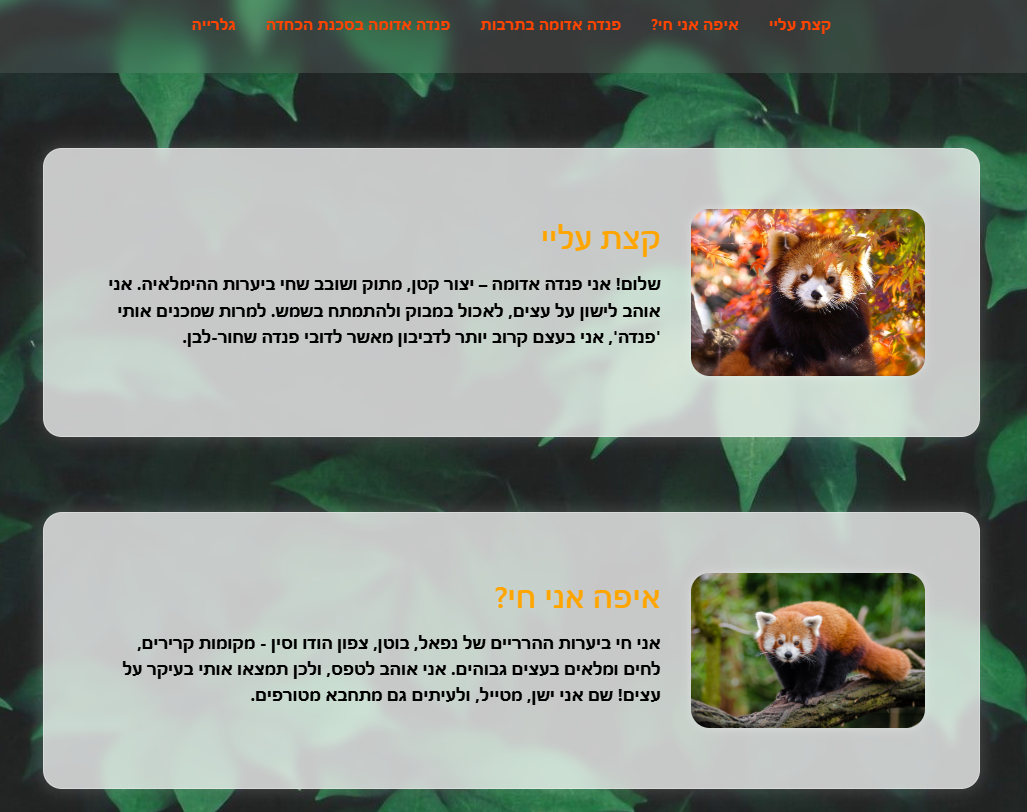 קצת עליי
איפה אני חי?
פנדה אדומה בתרבות
פנדה אדומה בסכנת הכחדה
גלרייה
קצת עליי
שלום! אני פנדה אדומה – יצור קטן, מתוק ושובב שחי ביערות ההימלאיה. אני
אוהב לישון על עצים, לאכול במבוק ולהתמתח בשמש. למרות שמכנים אותי
'פנדה', אני בעצם קרוב יותר לדביבון מאשר לדובי פנדה שחור-לבן.
איפה אני חי?
אני חי ביערות ההרריים של נפאל, בוטן, צפון הודו וסין - מקומות קרירים,
לחים ומלאים בעצים גבוהים. אני אוהב לטפס, ולכן תמצאו אותי בעיקר על
עצים! שם אני ישן, מטייל, ולעיתים גם מתחבא מטורפים.